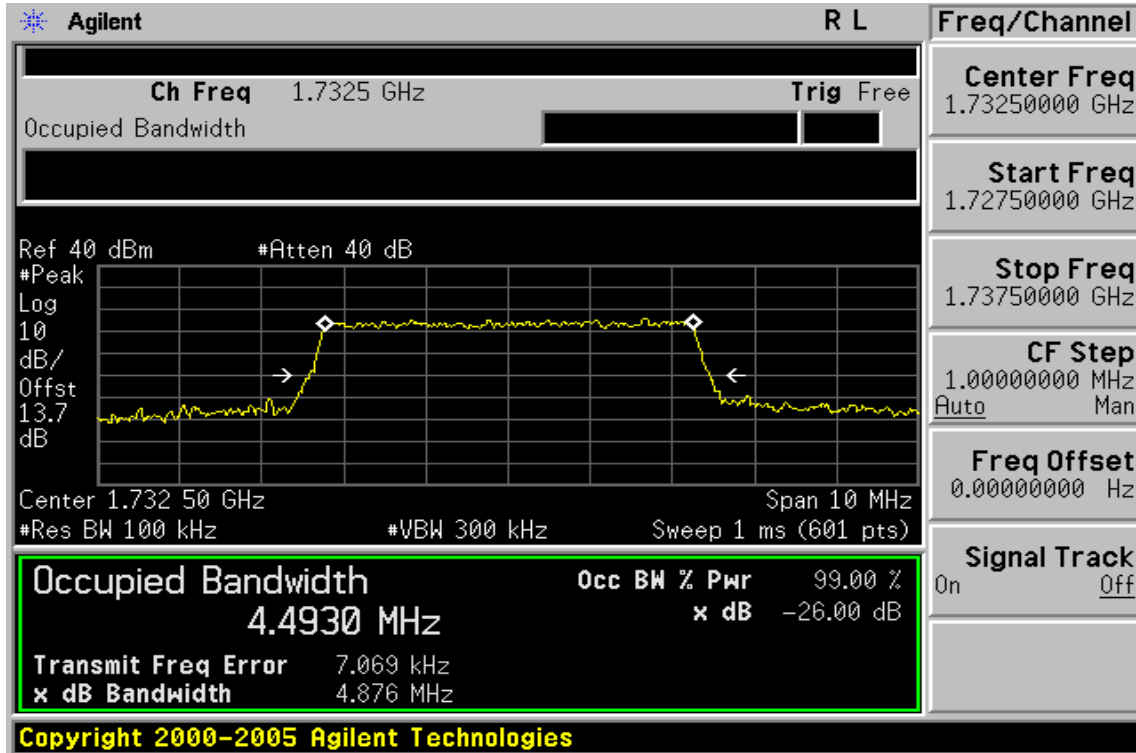 Agilent R L
Ch Freq 1.7325 GHz Trig Free
Occupied Bandwidth
Ref 40 dBm #Atten 40 dB
#Peak
Log
10
dB/
Offst
13.7
dB
Center 1.732 50 GHz Span 10 MHz
#Res BW 100 kHz #VBW 300 kHz Sweep 1 ms (601 pts)
Occupied Bandwidth
4.4930 MHz
Occ BW % Pwr 99.00 %
x dB -26.00 dB
Transmit Freq Error 7.069 kHz
x dB Bandwidth 4.876 MHz
Copyright 2000-2005 Agilent Technologies
Freq/Channel
Center Freq
1.73250000 GHz
Start Freq
1.72750000 GHz
Stop Freq
1.73750000 GHz
CF Step
1.00000000 MHz
Auto Man
Freq Offset
0.00000000 Hz
Signal Track
On Off